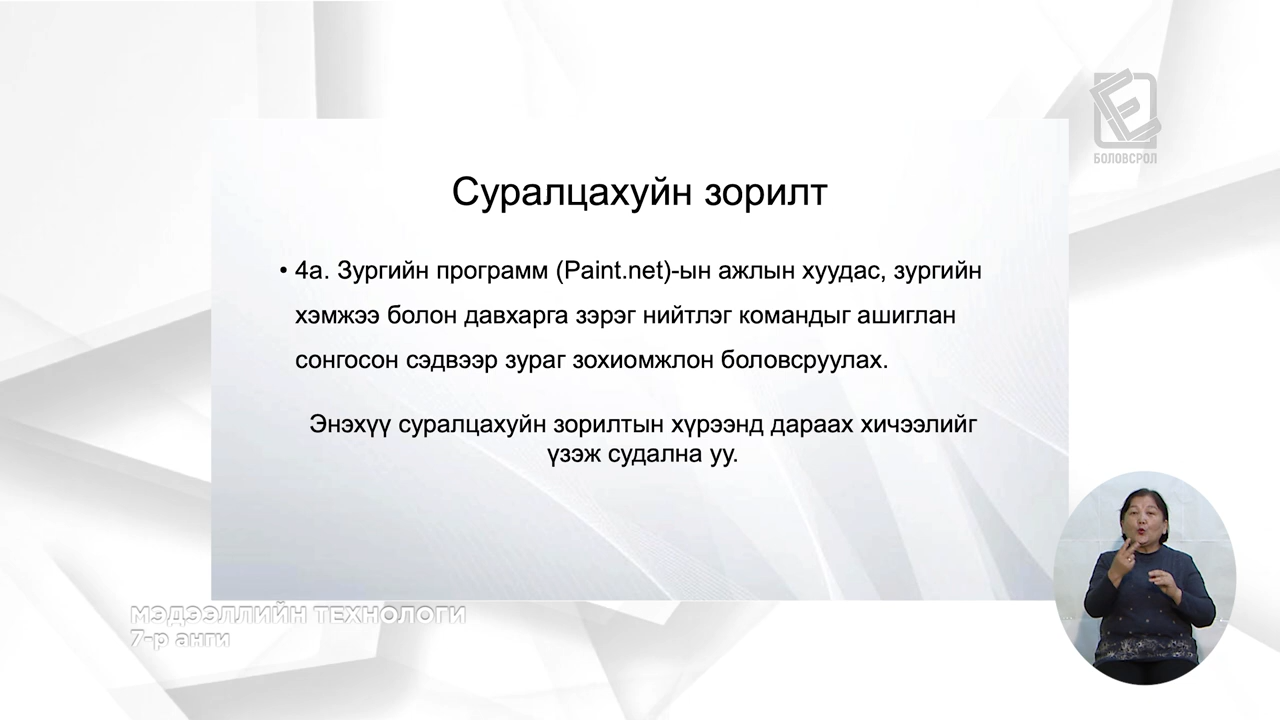 БОЛОВСРОЛ
Суралцахуйн зорилт
• 4а. Зургийн программ (Paint.net)-ын ажлын хуудас, зургийн
хэмжээ болон давхарга зэрэг нийтлэг командыг ашиглан
сонгосон сэдвээр зураг зохиомжлон боловсруулах.
Энэхүү суралцахуйн зорилтын хүрээнд дараах хичээлийг
үзэж судална уу.
МЭДЭЭЛЛИЙН ТЕХНОЛОГИ
7-р анги